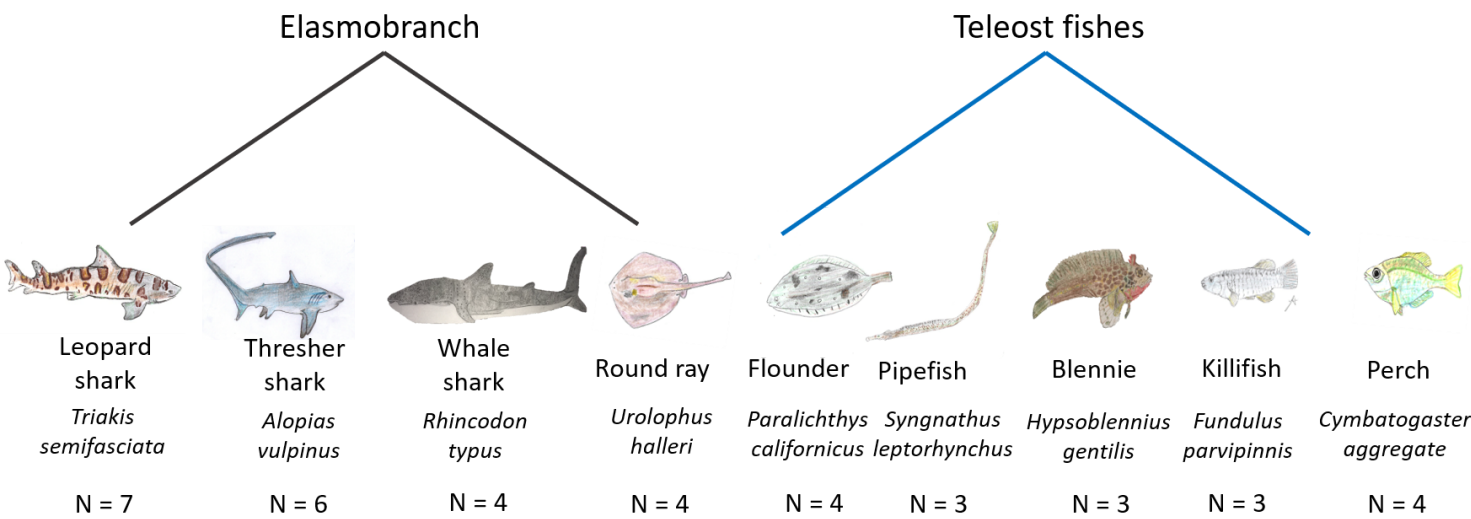 Elasmobranch
Teleost fishes
Leopard
shark
Thresher
shark
Whale
shark
Round ray
Flounder
Pipefish
Blennie
Killifish
Perch
Triakis
semifasciata
Alopias
vulpinus
Rhincodon
typus
Urolophus
halleri
Paralichthys
californicus
Syngnathus
leptorhynchus
Hypsoblennius
gentilis
Fundulus
parvipinnis
Cymbatogaster
aggregate
N = 7
N = 6
N = 4
N = 4
N = 4
N = 3
N = 3
N = 3
N = 4